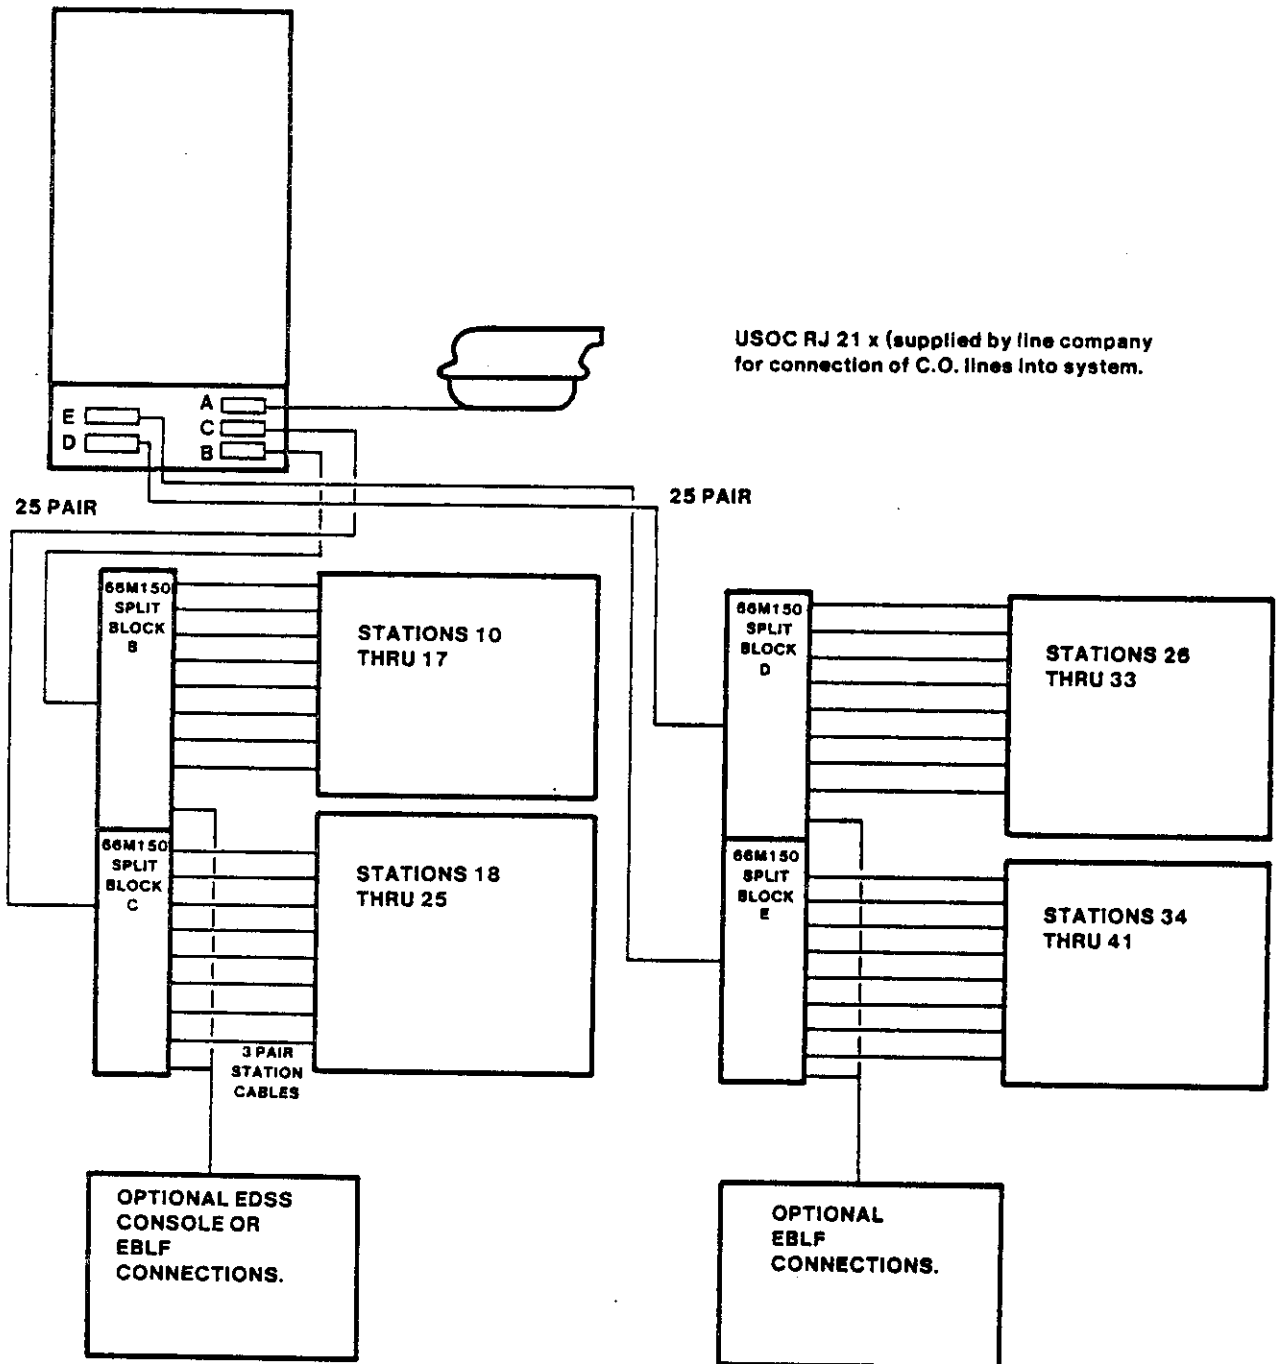 USOC RJ 21 x (supplied by line company
for connection of C.O. lines into system.
A
E
C
D
B
25 PAIR
25 PAIR
66M150
SPLIT
BLOCK
B
STATIONS 10
THRU 17
66M150
SPLIT
BLOCK
D
STATIONS 26
THRU 33
66M150
SPLIT
BLOCK
C
STATIONS 18
THRU 25
66M150
SPLIT
BLOCK
E
STATIONS 34
THRU 41
3 PAIR
STATION
CABLES
OPTIONAL EDSS
CONSOLE OR
EBLF
CONNECTIONS.
OPTIONAL
EBLF
CONNECTIONS.